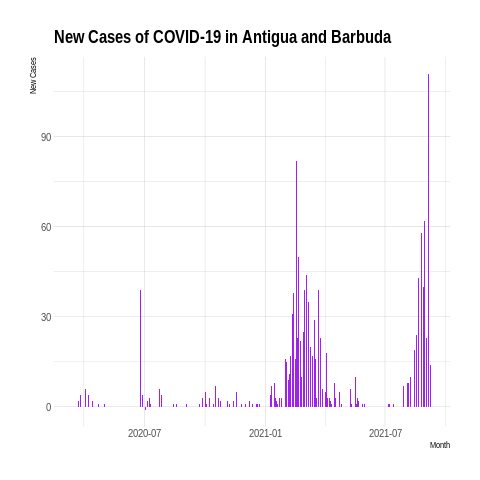 New Cases of COVID-19 in Antigua and Barbuda
New Cases
90
60
30
0
2020-07
2021-01
2021-07
Month